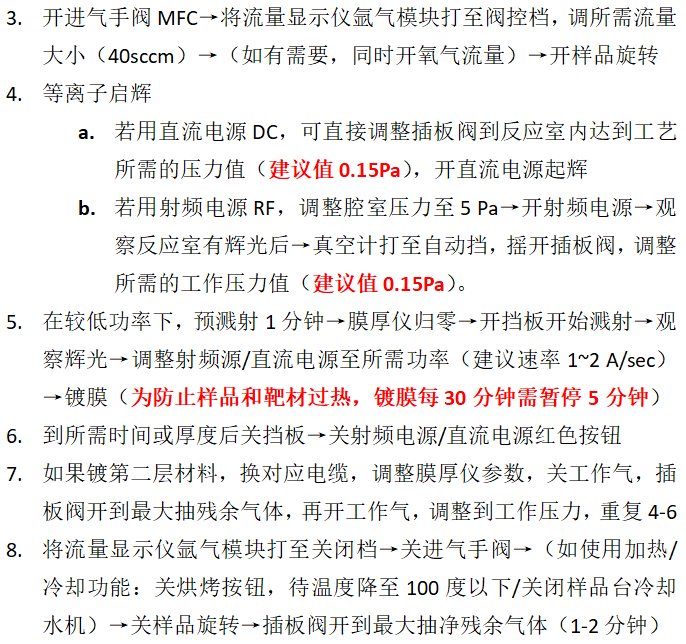 3. 开进气手阀 MFC→将流量显示仪氩气模块打至阀控档，调所需流量
大小（40sccm）→（如有需要，同时开氧气流量）→开样品旋转
4. 等离子启辉
a. 若用直流电源 DC，可直接调整插板阀到反应室内达到工艺
所需的压力值（建议值 0.15Pa），开直流电源起辉
b. 若用射频电源 RF，调整腔室压力至 5 Pa→开射频电源→观
察反应室有辉光后→真空计打至自动挡，摇开插板阀，调整
所需的工作压力值（建议值 0.15Pa）。
5. 在较低功率下，预溅射 1 分钟→膜厚仪归零→开挡板开始溅射→观
察辉光→调整射频源/直流电源至所需功率（建议速率 1~2 A/sec）
→镀膜（为防止样品和靶材过热，镀膜每 30 分钟需暂停 5 分钟）
6. 到所需时间或厚度后关挡板→关射频电源/直流电源红色按钮
7. 如果镀第二层材料，换对应电缆，调整膜厚仪参数，关工作气，插
板阀开到最大抽残余气体，再开工作气，调整到工作压力，重复 4-6
8. 将流量显示仪氩气模块打至关闭档→关进气手阀→（如使用加热/
冷却功能：关烘烤按钮，待温度降至 100 度以下/关闭样品台冷却
水机）→关样品旋转→插板阀开到最大抽净残余气体（1-2 分钟）